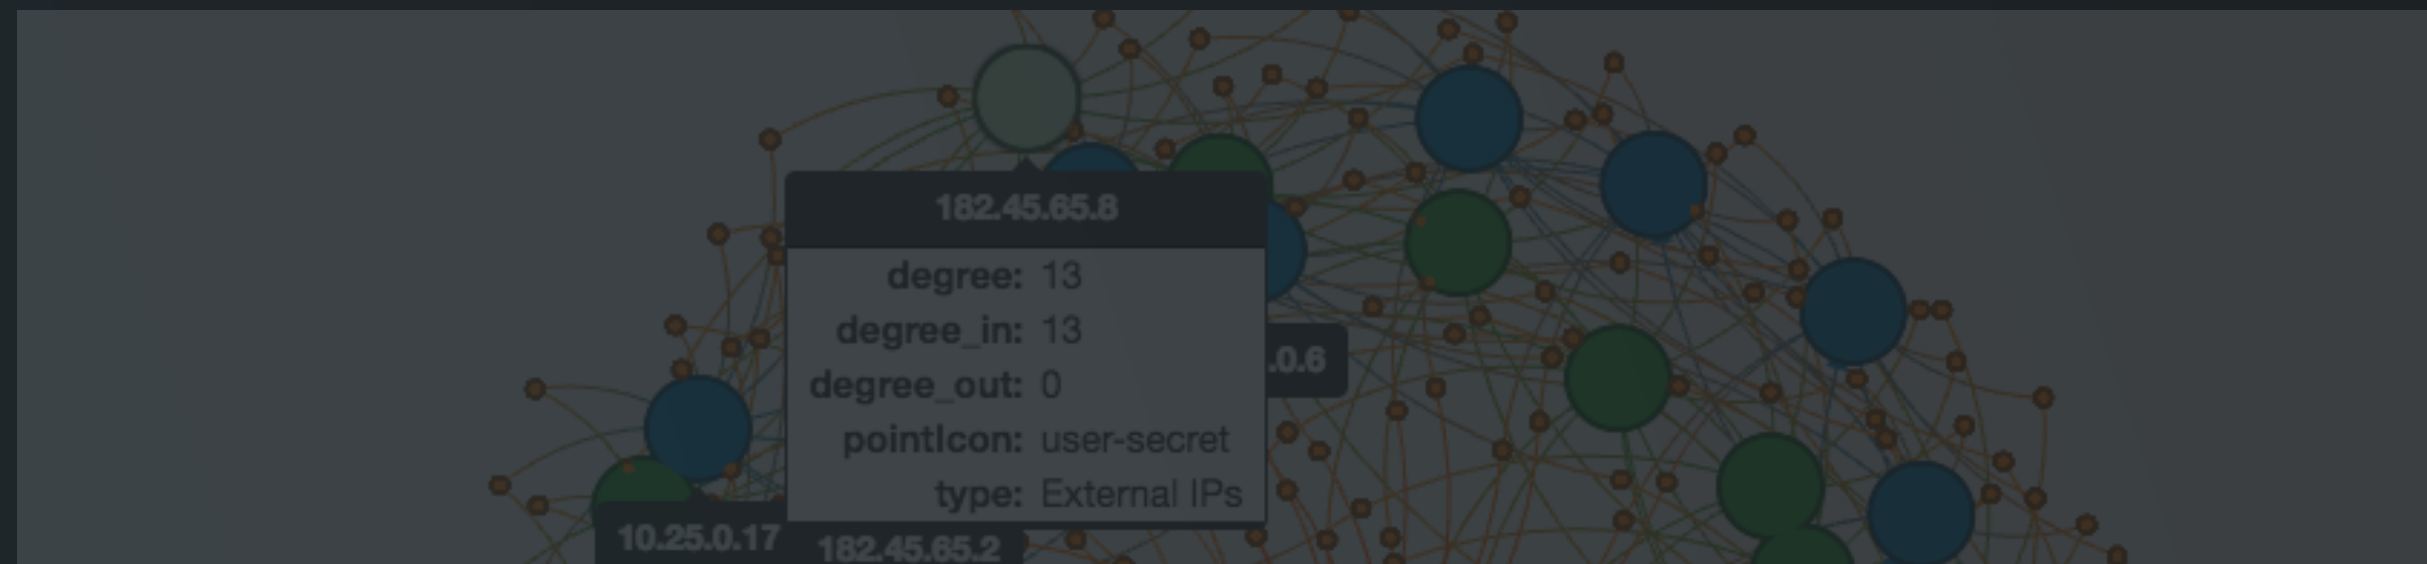 182.45.65.8
degree: 13
degree_in: 13
degree_out: 0
pointIcon: user-secret
type: External IPs
.0.6
10.25.0.17
182.45.65.2